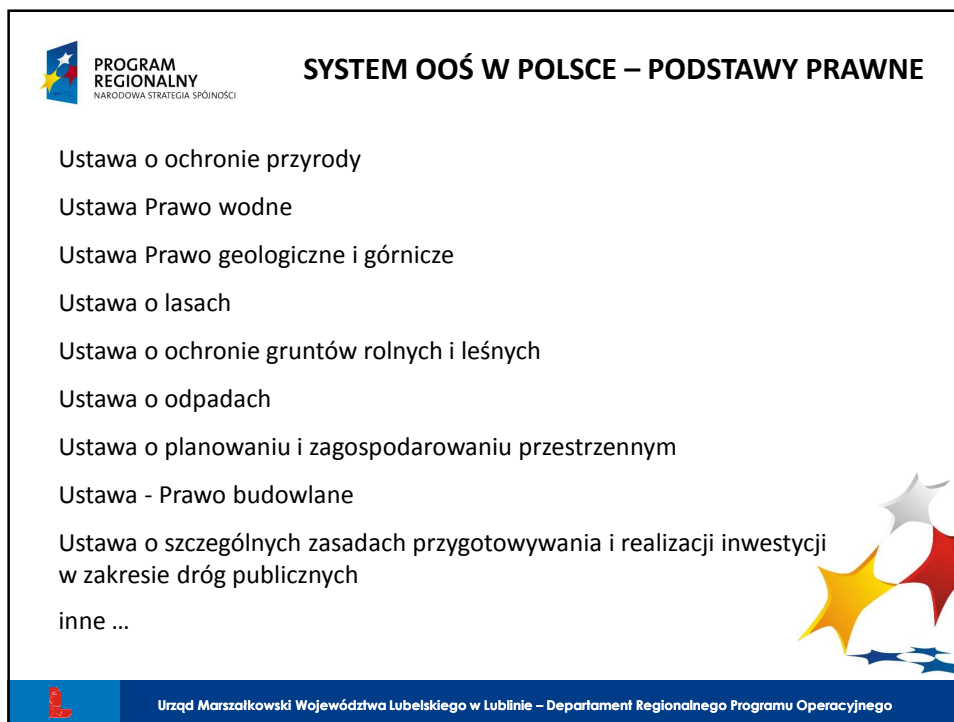 PROGRAM
REGIONALNY
NARODOWA STRATEGIA SPÓJNOŚCI
SYSTEM OOŚ W POLSCE – PODSTAWY PRAWNE
Ustawa o ochronie przyrody
Ustawa Prawo wodne
Ustawa Prawo geologiczne i górnicze
Ustawa o lasach
Ustawa o ochronie gruntów rolnych i leśnych
Ustawa o odpadach
Ustawa o planowaniu i zagospodarowaniu przestrzennym
Ustawa - Prawo budowlane
Ustawa o szczególnych zasadach przygotowywania i realizacji inwestycji
w zakresie dróg publicznych
inne …
Urząd Marszałkowski Województwa Lubelskiego w Lublinie – Departament Regionalnego Programu Operacyjnego